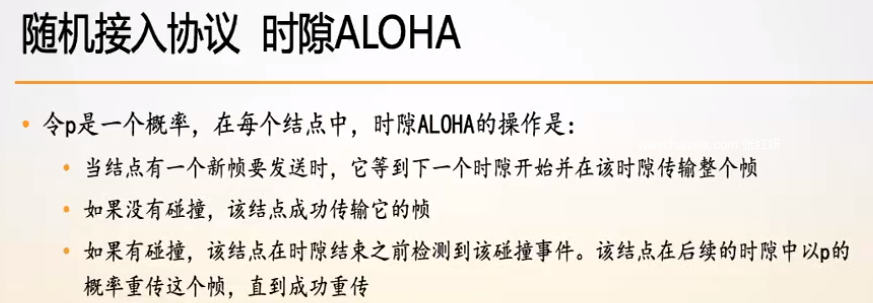 随机接入协议 时隙ALOHA
• 令p是一个概率，在每个结点中，时隙ALOHA的操作是：
• 当结点有一个新帧要发送时，它等到下一个时隙开始并在该时隙传输整个帧
• 如果没有碰撞，该结点成功传输它的帧
• 如果有碰撞，该结点在时隙结束之前检测到该碰撞事件。该结点在后续的时隙中以p的
概率重传这个帧，直到成功重传